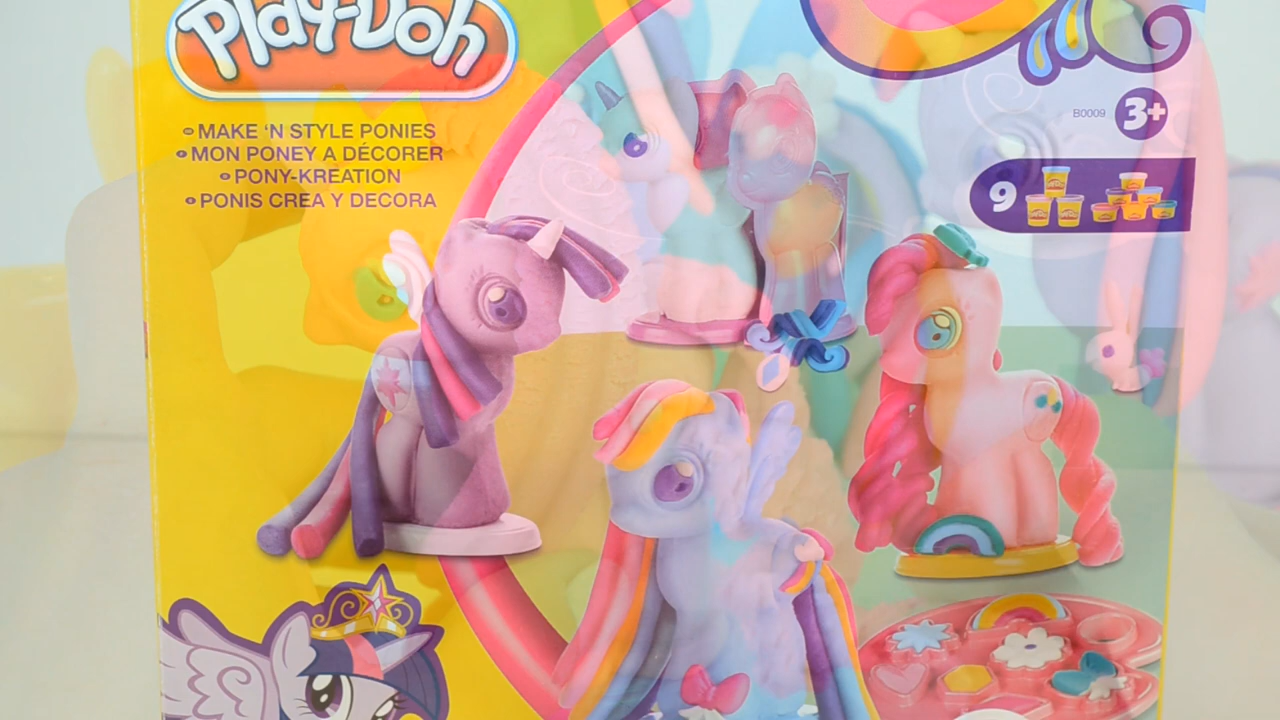 Play-Doh
MAKE 'N STYLE PONIES
MON PONEY A DÉCORER
PONY-KREATION
PONIS CREA Y DECORA
B0009
3+
9